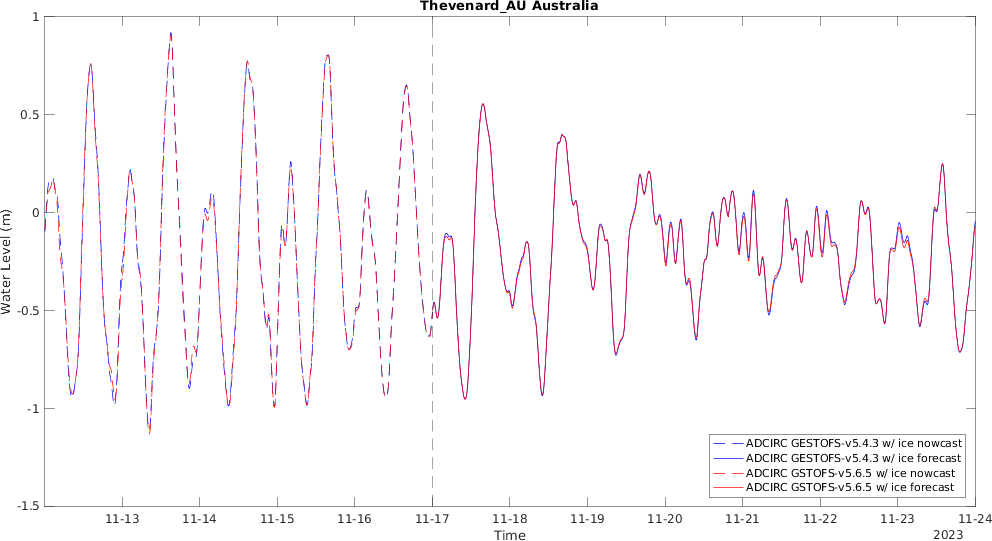 Thevenard_AU Australia
1
0.5
0
-0.5
-1
-1.5
Water Level (m)
11-13 11-14 11-15 11-16 11-17 11-18 11-19 11-20 11-21 11-22 11-23 11-24
Time
2023
ADCIRC GESTOFS-v5.4.3 w/ ice nowcast
ADCIRC GESTOFS-v5.4.3 w/ ice forecast
ADCIRC GSTOFS-v5.6.5 w/ ice nowcast
ADCIRC GSTOFS-v5.6.5 w/ ice forecast